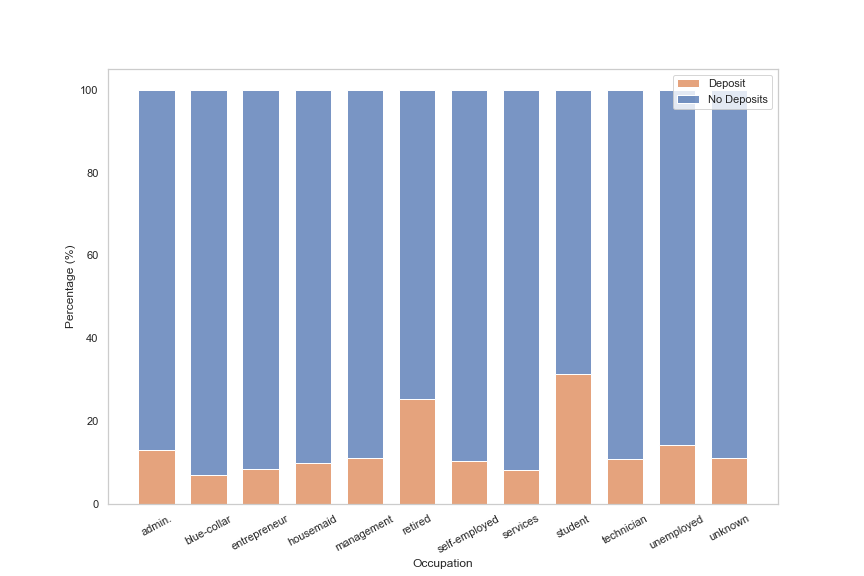 Deposit
No Deposits
100
80
60
40
20
0
Percentage (%)
admin.
blue-collar
entrepreneur
housemaid
management
retired
self-employed
services
student
technician
unemployed
unknown
Occupation